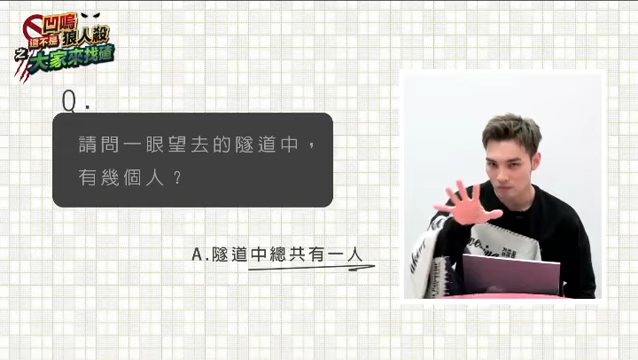 凹嗚
這不是狼人殺
之大家來找碴
Q.
請問一眼望去的隧道中，
有幾個人？
A.隧道中總共有一人